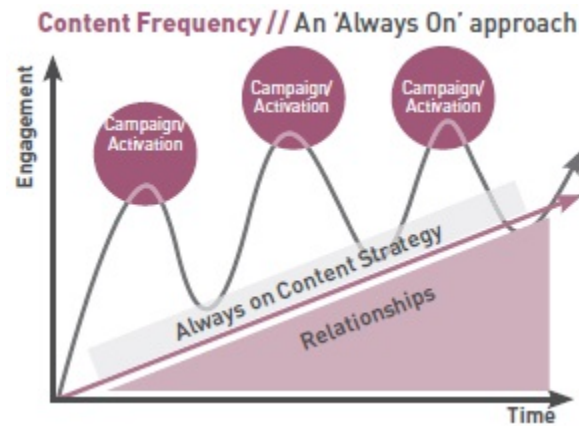 Content Frequency // An ‘Always On’ approach
Engagement
Campaign/
Activation
Campaign/
Activation
Campaign/
Activation
Always on Content Strategy
Relationships
Time